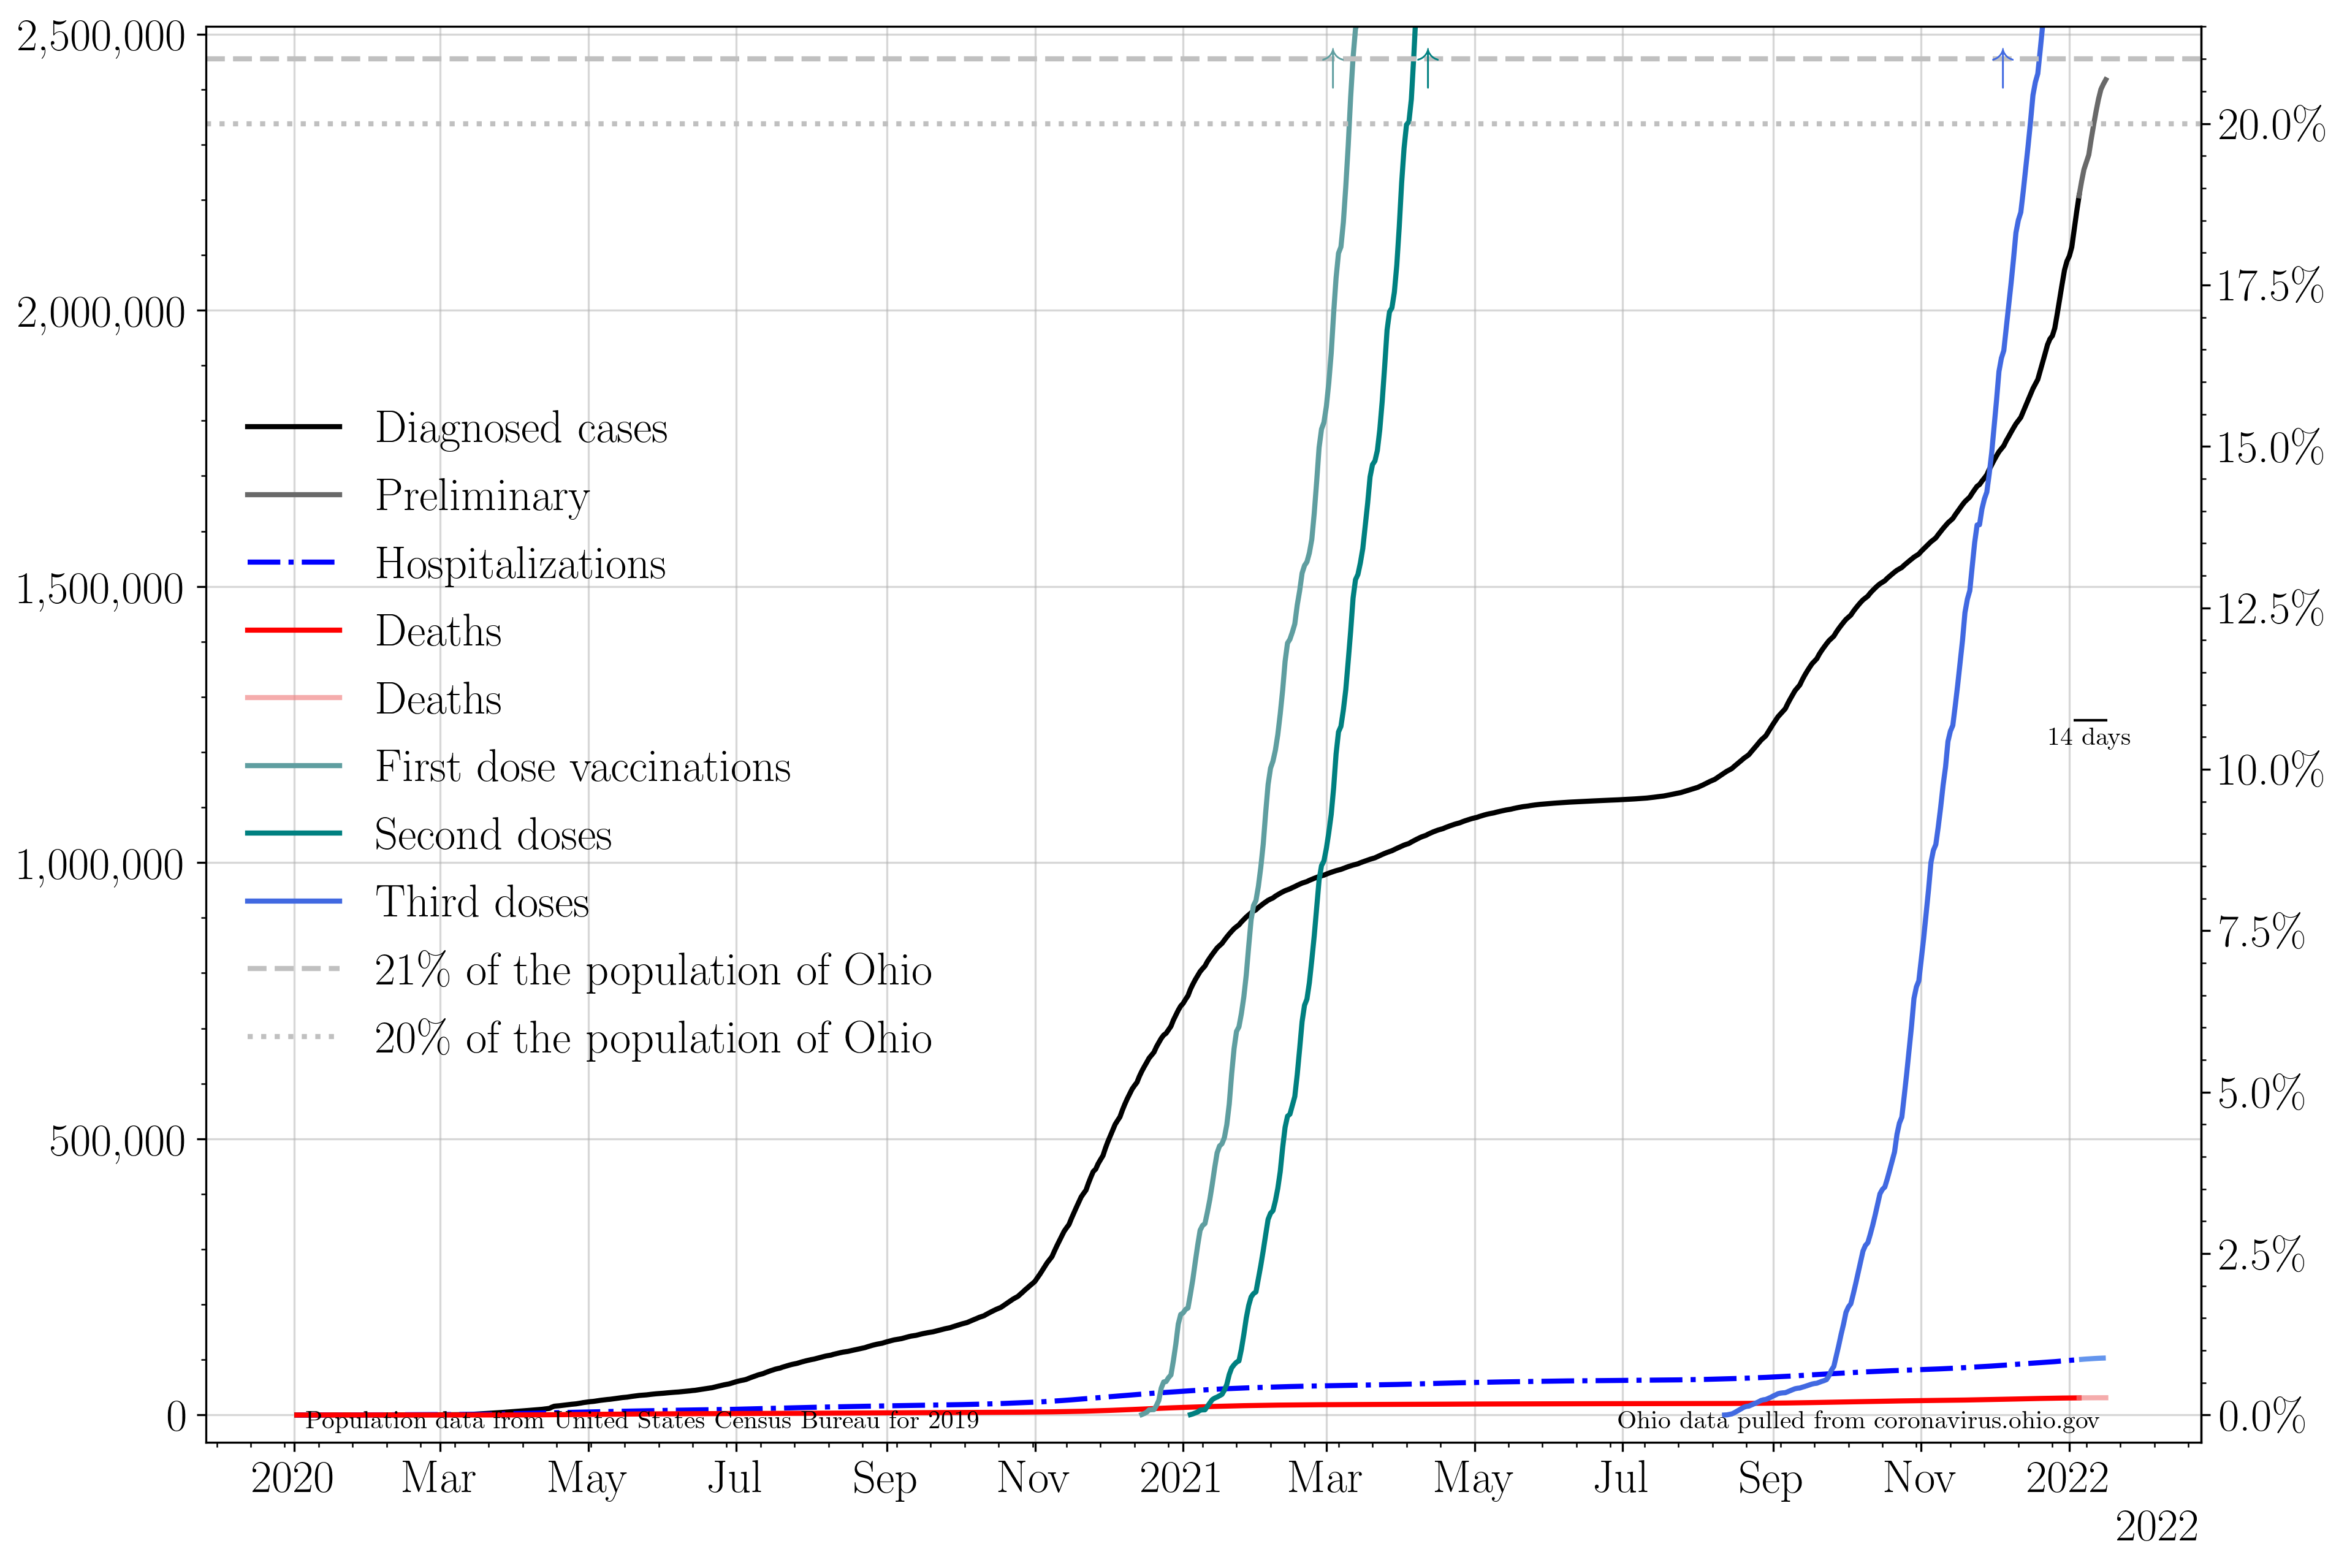 2,500,000
2,000,000
1,500,000
1,000,000
500,000
0
20.0%
17.5%
15.0%
12.5%
10.0%
7.5%
5.0%
2.5%
0.0%
Diagnosed cases
Preliminary
Hospitalizations
Deaths
Deaths
First dose vaccinations
Second doses
Third doses
21% of the population of Ohio
20% of the population of Ohio
14 days
Population data from United States Census Bureau for 2019
Ohio data pulled from coronavirus.ohio.gov
2020 Mar May Jul Sep Nov 2021 Mar May Jul Sep Nov 2022
2022